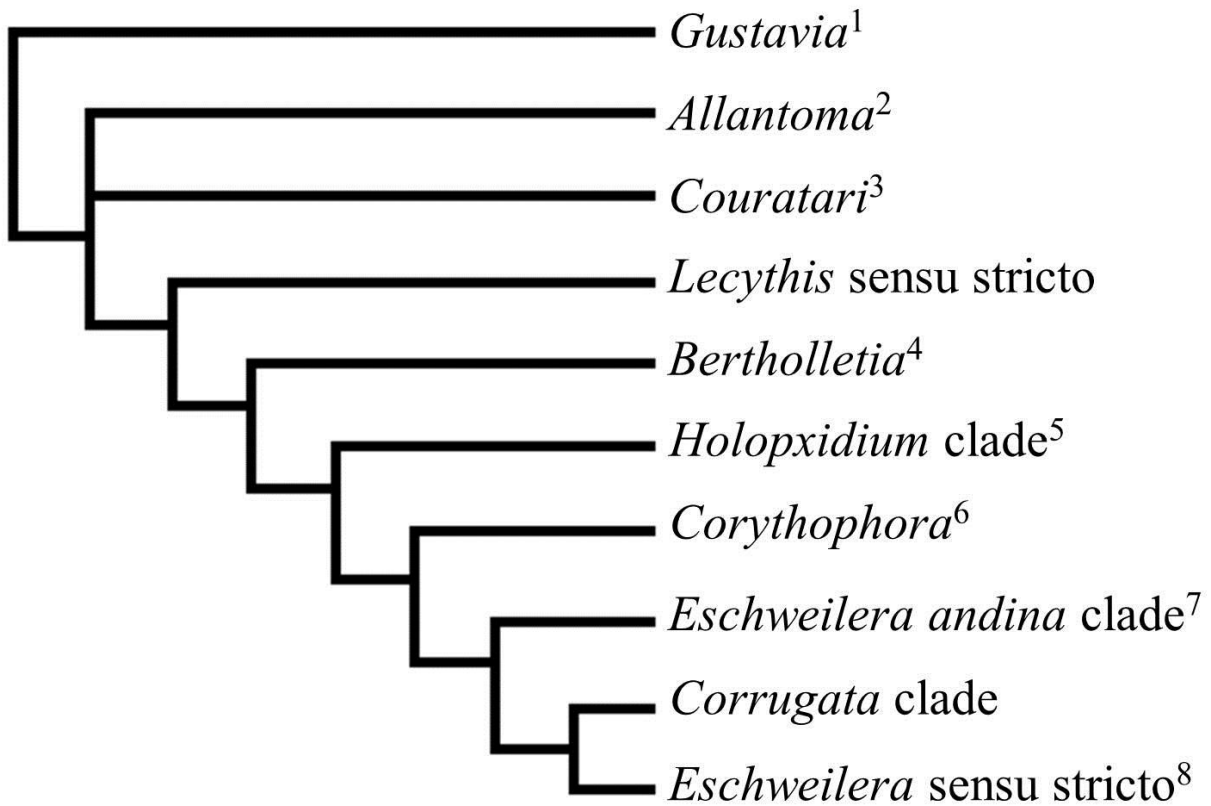 Gustavia¹
Allantoma²
Couratari³
Lecythis sensu stricto
Bertholletia⁴
Holopxidium clade⁵
Corythophora⁶
Eschweilera andina clade⁷
Corrugata clade
Eschweilera sensu stricto⁸